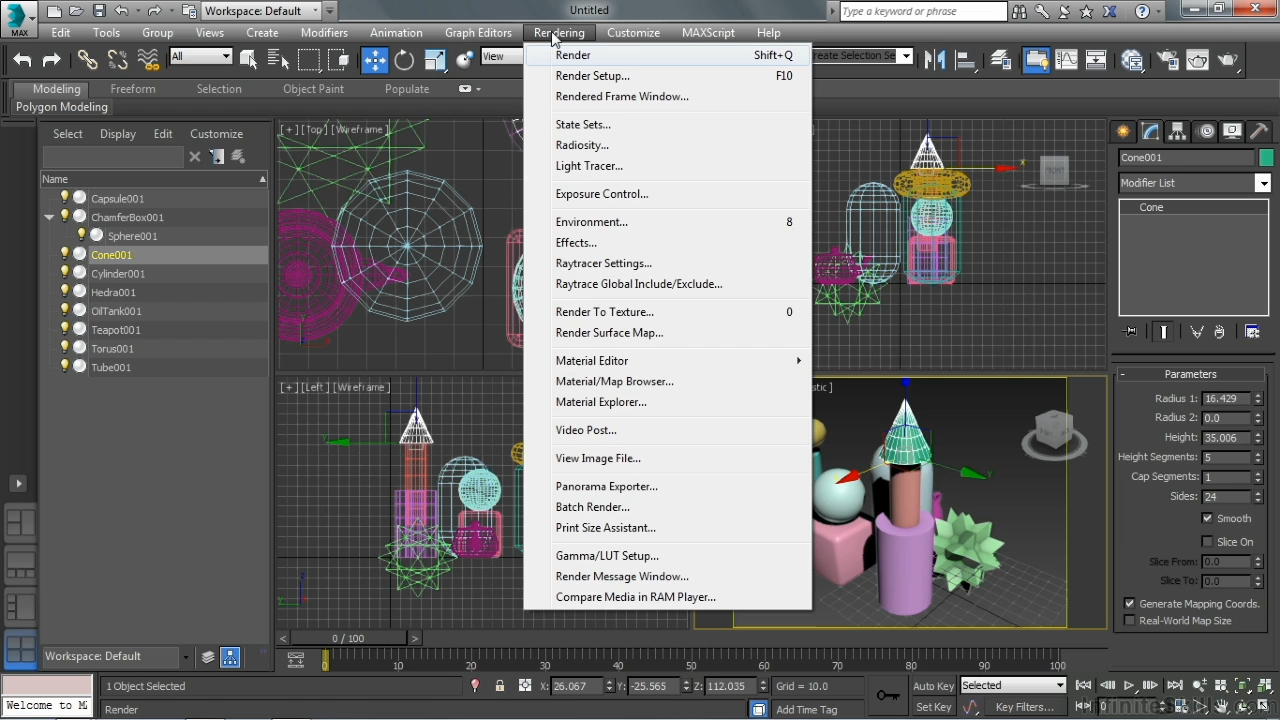 Untitled
MAX
Workspace: Default
Type a keyword or phrase
Edit Tools Group Views Create Modifiers Animation Graph Editors Rendering Customize MAXScript Help
All
View
Create Selection Se
Modeling Freeform Selection Object Paint Populate
Polygon Modeling
Select Display Edit Customize
Name
Capsule001
ChamferBox001
Sphere001
Cone001
Cylinder001
Hedra001
OilTank001
Teapot001
Torus001
Tube001
Workspace: Default
[ + ] [ Top ] [ Wireframe ]
[ + ] [ Left ] [ Wireframe ]
Render Shift+Q
Render Setup... F10
Rendered Frame Window...
State Sets...
Radiosity...
Light Tracer...
Exposure Control...
Environment... 8
Effects...
Raytracer Settings...
Raytrace Global Include/Exclude...
Render To Texture... 0
Render Surface Map...
Material Editor
Material/Map Browser...
Material Explorer...
Video Post...
View Image File...
Panorama Exporter...
Batch Render...
Print Size Assistant...
Gamma/LUT Setup...
Render Message Window...
Compare Media in RAM Player...
x
FRONT
stic ]
y
Cone001
Modifier List
Cone
- Parameters
Radius 1: 16.429
Radius 2: 0.0
Height: 35.006
Height Segments: 5
Cap Segments: 1
Sides: 24
Smooth
Slice On
Slice From: 0.0
Slice To: 0.0
Generate Mapping Coords.
Real-World Map Size
< 0 / 100 >
0 10 20 30 40 50 60 70 80 90 100
1 Object Selected X: 26.067 Y: -25.565 Z: 112.035 Grid = 10.0 Auto Key Selected
Welcome to M Render Add Time Tag Set Key Key Filters... 0